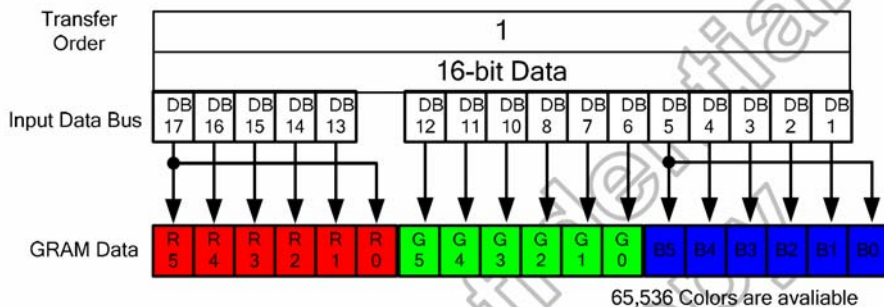 Transfer Order
1
16-bit Data
Input Data Bus
DB 17 DB 16 DB 15 DB 14 DB 13 DB 12 DB 11 DB 10 DB 8 DB 7 DB 6 DB 5 DB 4 DB 3 DB 2 DB 1
GRAM Data
R 5 R 4 R 3 R 2 R 1 R 0 G 5 G 4 G 3 G 2 G 1 G 0 B5 B4 B3 B2 B1 B0
65,536 Colors are avaliable